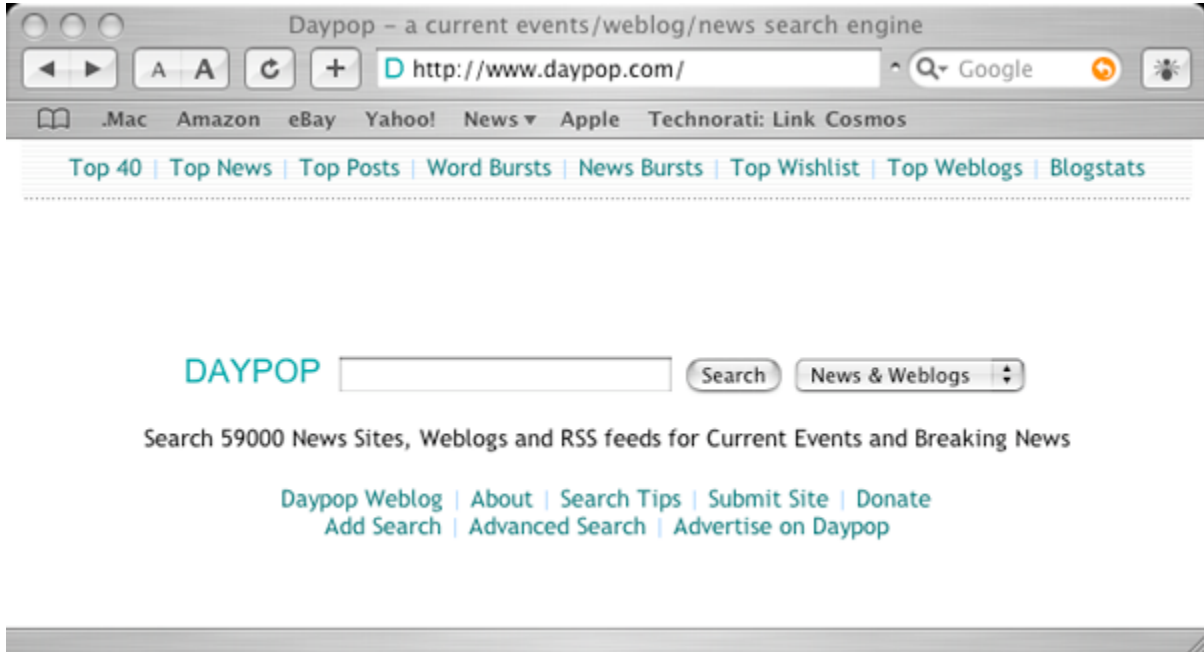 Daypop – a current events/weblog/news search engine
A A D http://www.daypop.com/ Google
.Mac Amazon eBay Yahoo! News Apple Technorati: Link Cosmos
Top 40 | Top News | Top Posts | Word Bursts | News Bursts | Top Wishlist | Top Weblogs | Blogstats
DAYPOP Search News & Weblogs
Search 59000 News Sites, Weblogs and RSS feeds for Current Events and Breaking News
Daypop Weblog | About | Search Tips | Submit Site | Donate
Add Search | Advanced Search | Advertise on Daypop